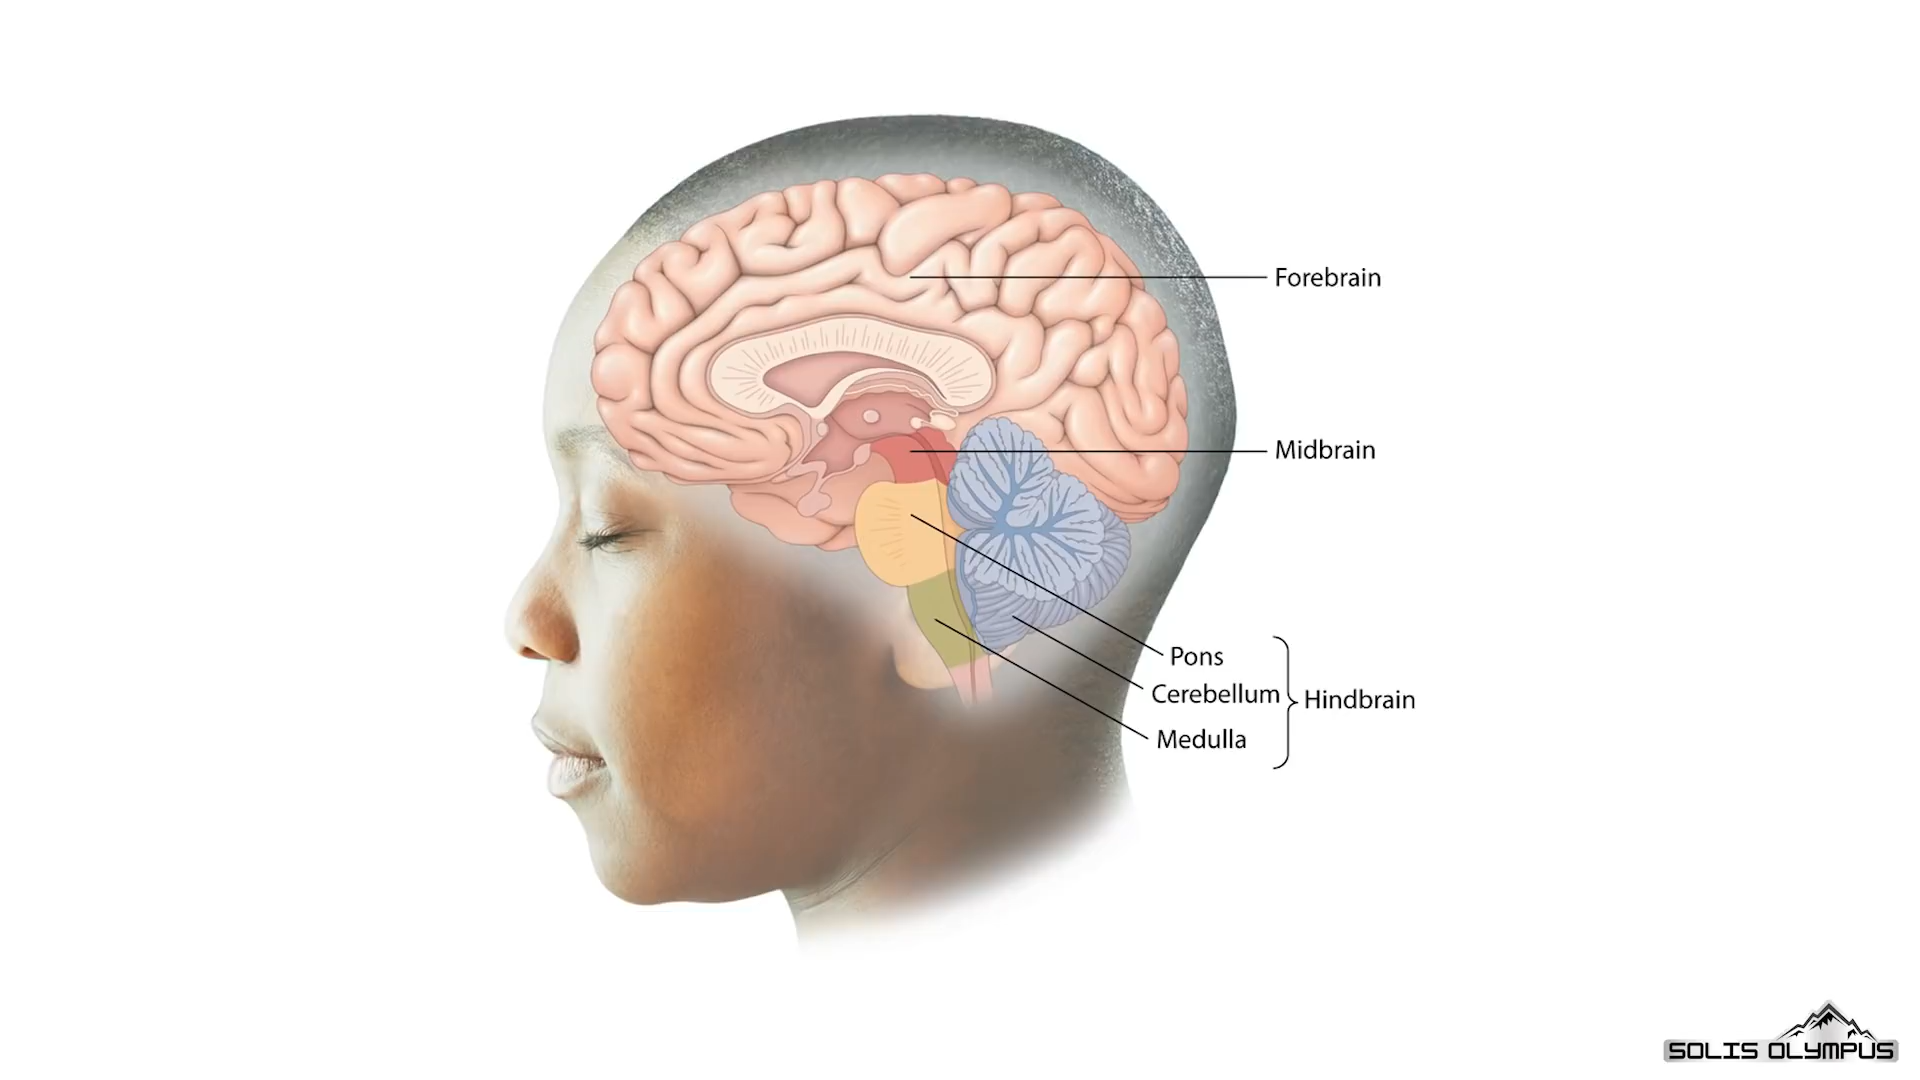 Forebrain
Midbrain
Pons
Cerebellum
Hindbrain
Medulla
SOLIS OLYMPUS